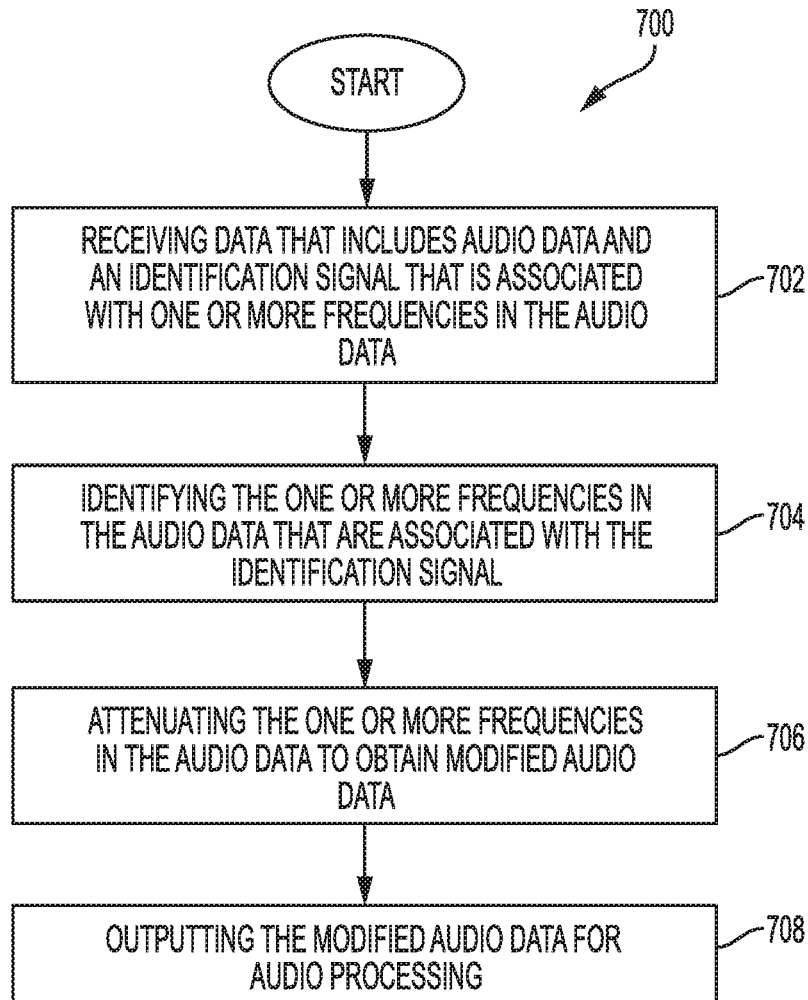 700
START
RECEIVING DATA THAT INCLUDES AUDIO DATA AND
AN IDENTIFICATION SIGNAL THAT IS ASSOCIATED
WITH ONE OR MORE FREQUENCIES IN THE AUDIO
DATA
702
IDENTIFYING THE ONE OR MORE FREQUENCIES IN
THE AUDIO DATA THAT ARE ASSOCIATED WITH THE
IDENTIFICATION SIGNAL
704
ATTENUATING THE ONE OR MORE FREQUENCIES
IN THE AUDIO DATA TO OBTAIN MODIFIED AUDIO
DATA
706
OUTPUTTING THE MODIFIED AUDIO DATA FOR
AUDIO PROCESSING
708